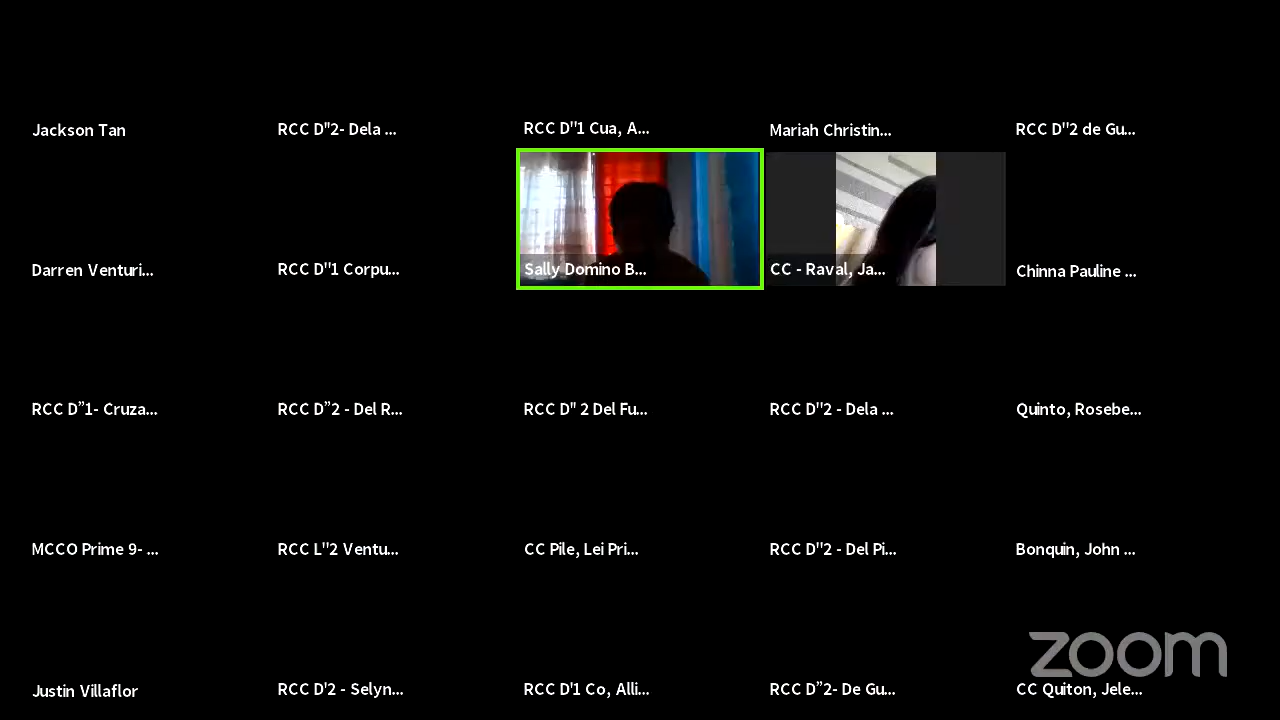 Jackson Tan
RCC D"2- Dela ...
RCC D"1 Cua, A...
Mariah Christin...
RCC D"2 de Gu...
Darren Venturi...
RCC D"1 Corpu...
Sally Domino B...
CC - Raval, Ja...
Chinna Pauline ...
RCC D”1- Cruza...
RCC D”2 - Del R...
RCC D" 2 Del Fu...
RCC D"2 - Dela ...
Quinto, Rosebe...
MCCO Prime 9- ...
RCC L"2 Ventu...
CC Pile, Lei Pri...
RCC D"2 - Del Pi...
Bonquin, John ...
zoom
Justin Villaflor
RCC D'2 - Selyn...
RCC D'1 Co, Alli...
RCC D”2- De Gu...
CC Quiton, Jele...